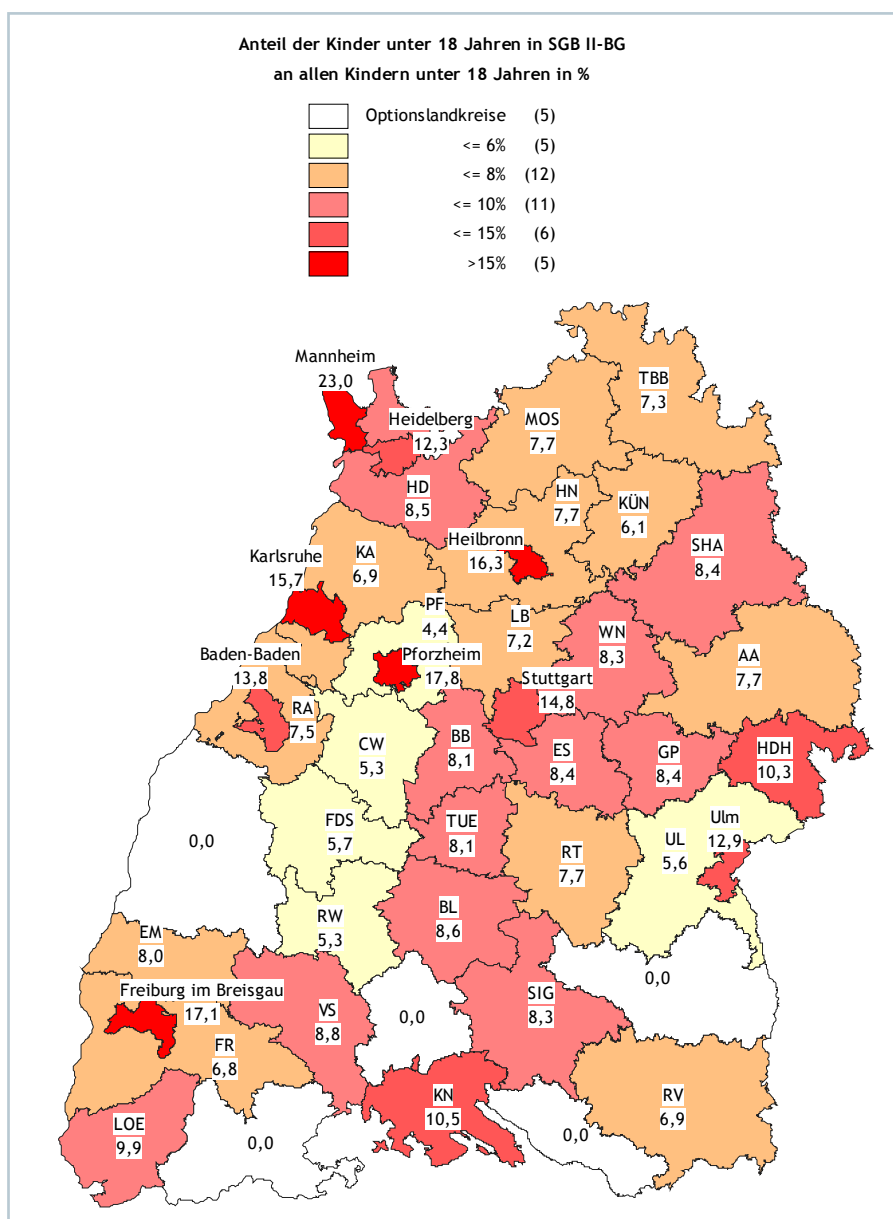 Anteil der Kinder unter 18 Jahren in SGB II-BG
an allen Kindern unter 18 Jahren in %
Optionslandkreise (5)
<= 6% (5)
<= 8% (12)
<= 10% (11)
<= 15% (6)
>15% (5)
Mannheim
23,0
TBB
7,3
Heidelberg
12,3
MOS
7,7
HD
8,5
HN
7,7
KÜN
6,1
SHA
8,4
Karlsruhe
15,7
KA
6,9
Heilbronn
16,3
PF
4,4
LB
7,2
WN
8,3
AA
7,7
Baden-Baden
13,8
Pforzheim
17,8
Stuttgart
14,8
RA
7,5
CW
5,3
BB
8,1
ES
8,4
GP
8,4
HDH
10,3
FDS
5,7
TUE
8,1
RT
7,7
UL
5,6
Ulm
12,9
0,0
RW
5,3
BL
8,6
EM
8,0
0,0
Freiburg im Breisgau
17,1
VS
8,8
0,0
SIG
8,3
FR
6,8
KN
10,5
RV
6,9
LOE
9,9
0,0
0,0